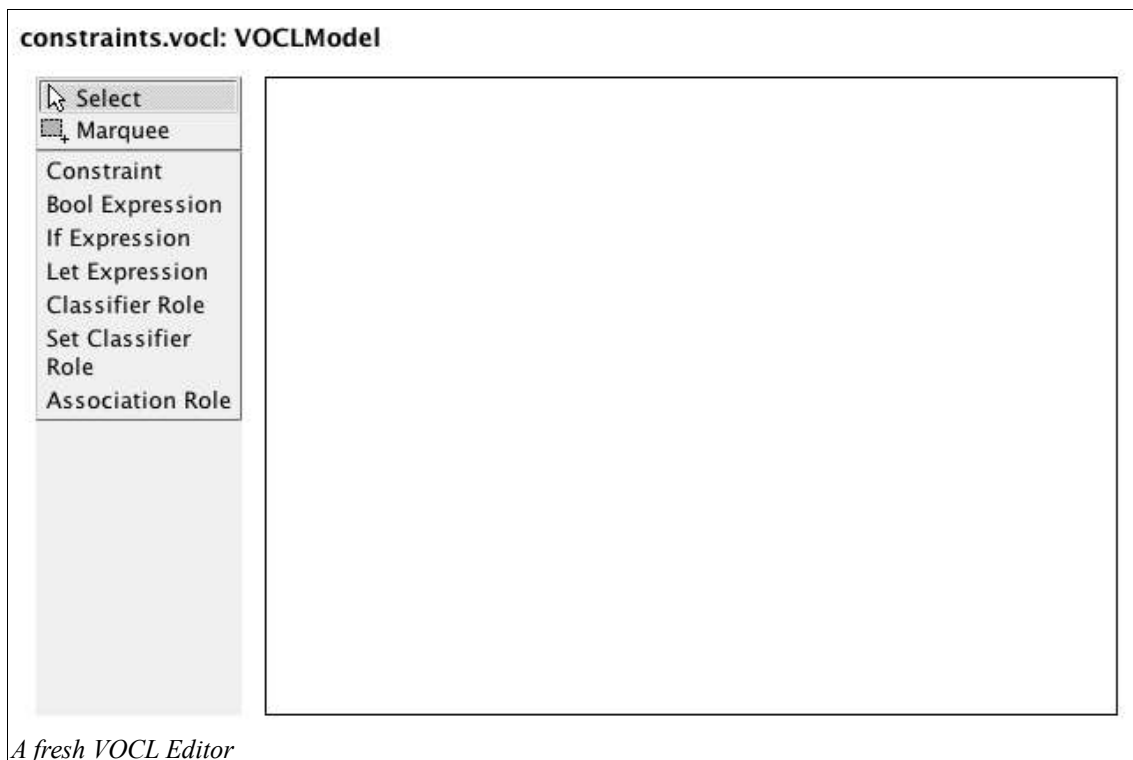 constraints.vocl: VOCLModel
Select
Marquee
Constraint
Bool Expression
If Expression
Let Expression
Classifier Role
Set Classifier
Role
Association Role
A fresh VOCL Editor